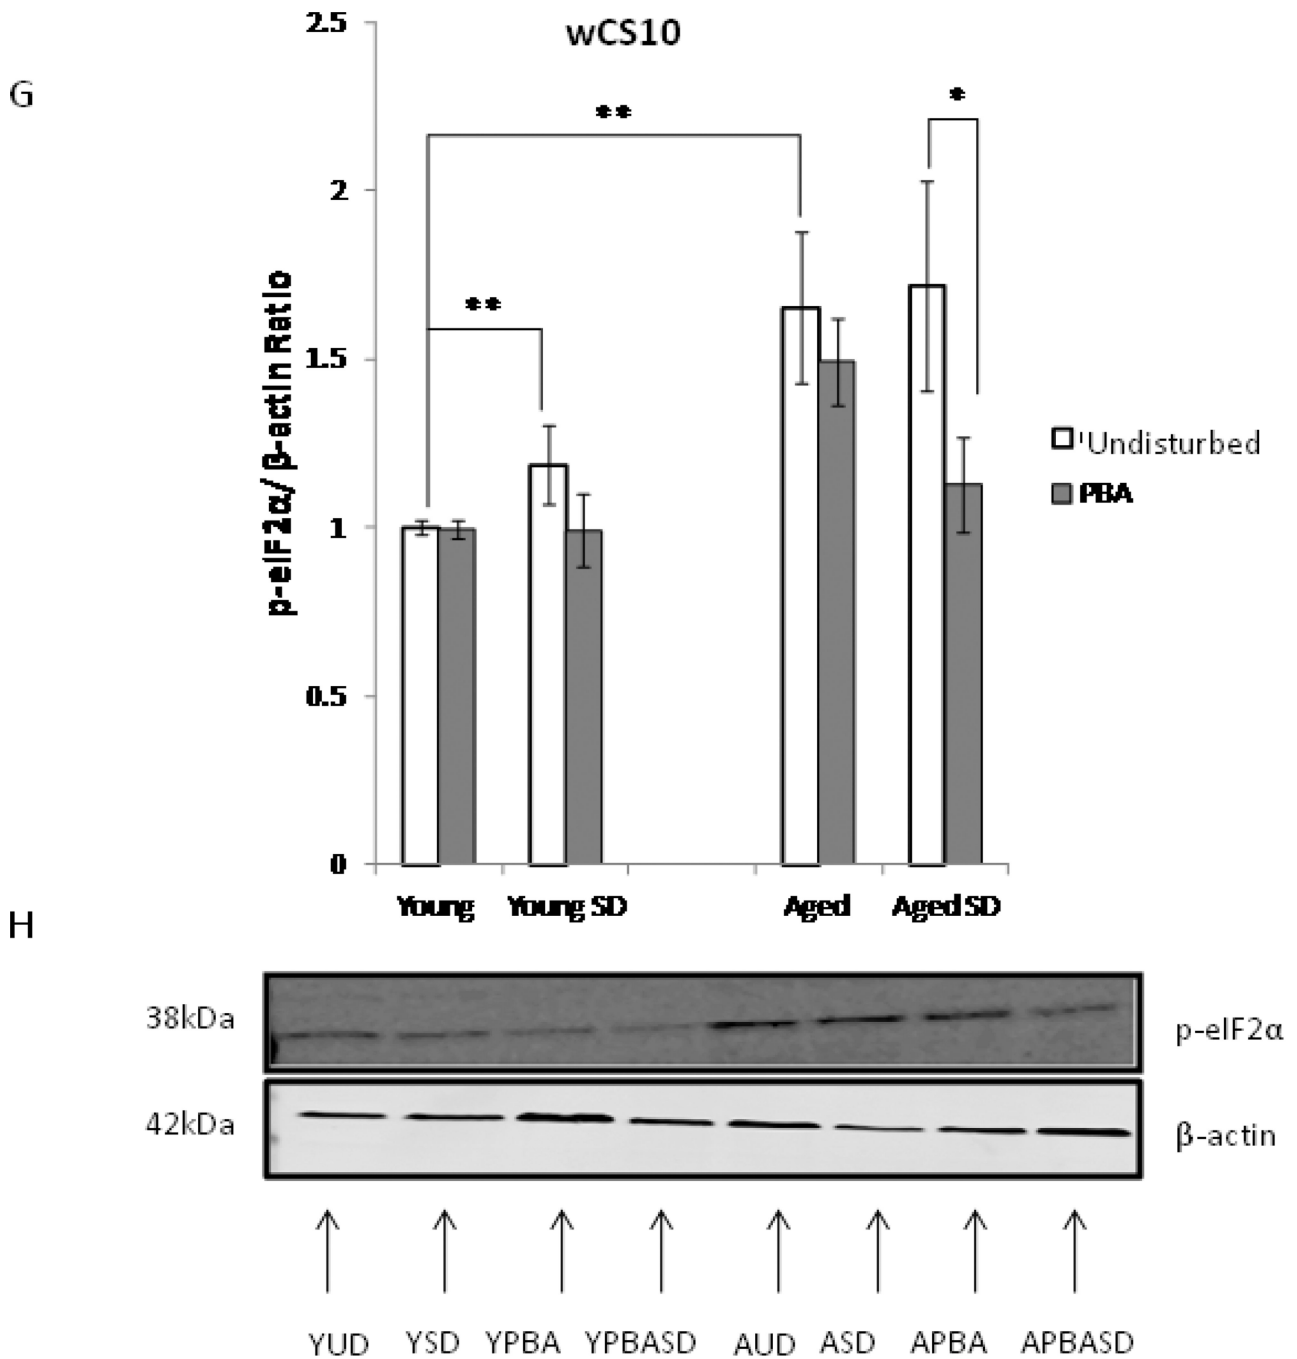 wCS10
G
2.5
2
1.5
1
0.5
0
p-eIF2α/β-actin Ratio
**
**
*
Undisturbed
PBA
Young Young SD Aged Aged SD
H
38kDa
p-eIF2α
42kDa
β-actin
YUD YSD YPBA YPBASD AUD ASD APBA APBASD